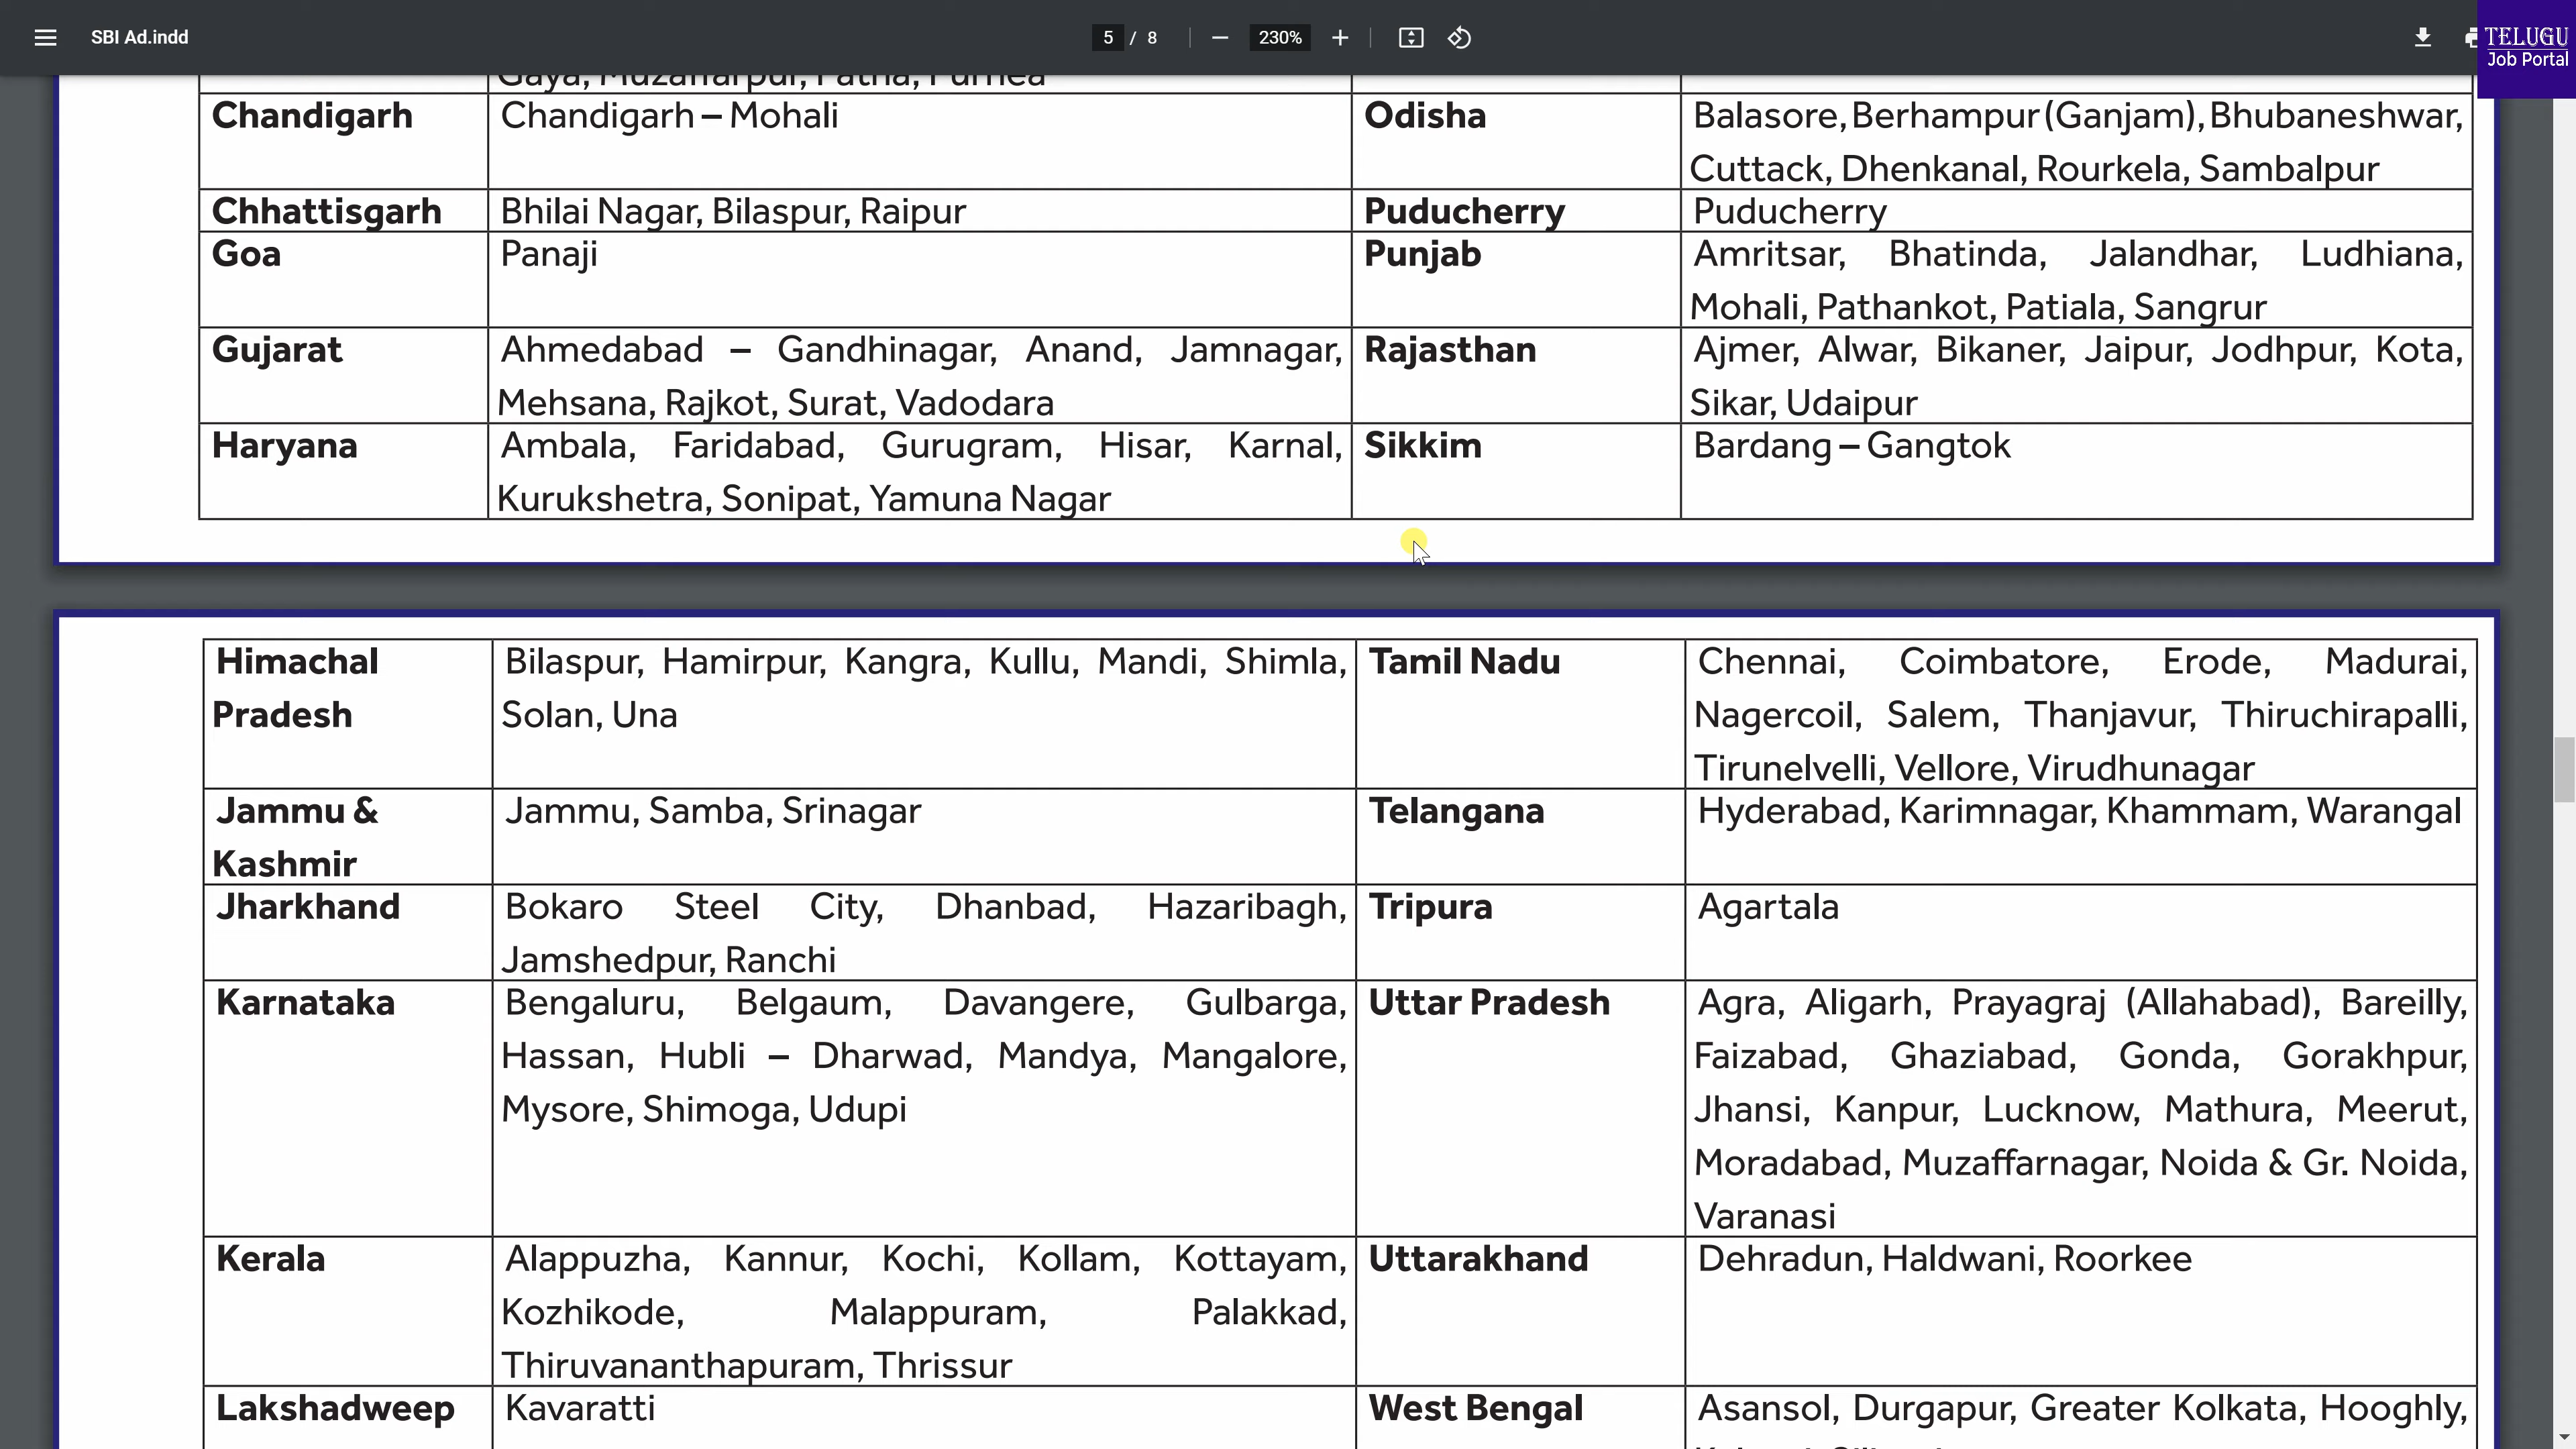 SBI Ad.indd
5 / 8
230%
TELUGU
Job Portal
Gaya, Muzaffarpur, Patna, Purnea
Chandigarh
Chandigarh – Mohali
Odisha
Balasore, Berhampur (Ganjam), Bhubaneshwar,
Cuttack, Dhenkanal, Rourkela, Sambalpur
Chhattisgarh
Bhilai Nagar, Bilaspur, Raipur
Puducherry
Puducherry
Goa
Panaji
Punjab
Amritsar, Bhatinda, Jalandhar, Ludhiana,
Mohali, Pathankot, Patiala, Sangrur
Gujarat
Ahmedabad – Gandhinagar, Anand, Jamnagar,
Mehsana, Rajkot, Surat, Vadodara
Rajasthan
Ajmer, Alwar, Bikaner, Jaipur, Jodhpur, Kota,
Sikar, Udaipur
Haryana
Ambala, Faridabad, Gurugram, Hisar, Karnal,
Kurukshetra, Sonipat, Yamuna Nagar
Sikkim
Bardang – Gangtok
Himachal
Pradesh
Bilaspur, Hamirpur, Kangra, Kullu, Mandi, Shimla,
Solan, Una
Tamil Nadu
Chennai, Coimbatore, Erode, Madurai,
Nagercoil, Salem, Thanjavur, Thiruchirapalli,
Tirunelvelli, Vellore, Virudhunagar
Jammu &
Kashmir
Jammu, Samba, Srinagar
Telangana
Hyderabad, Karimnagar, Khammam, Warangal
Jharkhand
Bokaro Steel City, Dhanbad, Hazaribagh,
Jamshedpur, Ranchi
Tripura
Agartala
Karnataka
Bengaluru, Belgaum, Davangere, Gulbarga,
Hassan, Hubli – Dharwad, Mandya, Mangalore,
Mysore, Shimoga, Udupi
Uttar Pradesh
Agra, Aligarh, Prayagraj (Allahabad), Bareilly,
Faizabad, Ghaziabad, Gonda, Gorakhpur,
Jhansi, Kanpur, Lucknow, Mathura, Meerut,
Moradabad, Muzaffarnagar, Noida & Gr. Noida,
Varanasi
Kerala
Alappuzha, Kannur, Kochi, Kollam, Kottayam,
Kozhikode, Malappuram, Palakkad,
Thiruvananthapuram, Thrissur
Uttarakhand
Dehradun, Haldwani, Roorkee
Lakshadweep
Kavaratti
West Bengal
Asansol, Durgapur, Greater Kolkata, Hooghly,